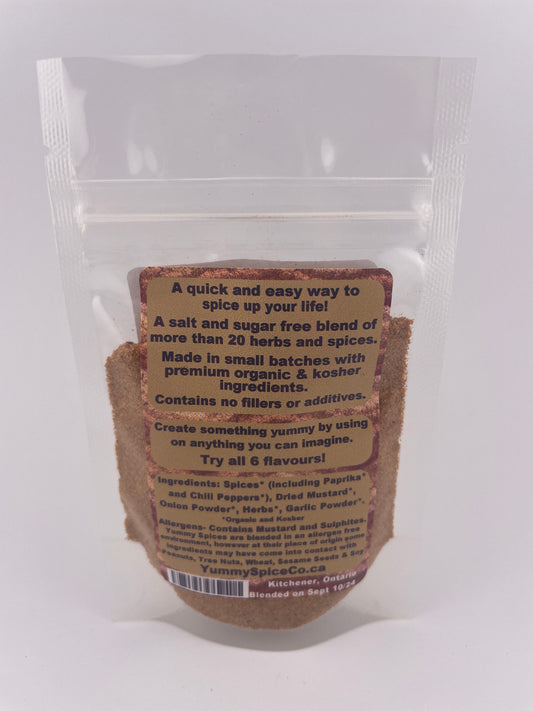 A quick and easy way to
spice up your life!
A salt and sugar free blend of
more than 20 herbs and spices.
Made in small batches with
premium organic & kosher
ingredients.
Contains no fillers or additives.
Create something yummy by using
on anything you can imagine.
Try all 6 flavours!
Ingredients: Spices* (including Paprika*
and Chili Peppers*), Dried Mustard*,
Onion Powder*, Herbs*, Garlic Powder*.
*Organic and Kosher
Allergens- Contains Mustard and Sulphites.
Yummy Spices are blended in an allergen free
environment, however at their place of origin some
ingredients may have come into contact with
Peanuts, Tree Nuts, Wheat, Sesame Seeds & Soy
YummySpiceCo.ca
Kitchener, Ontario
Blended on Sept 10/24